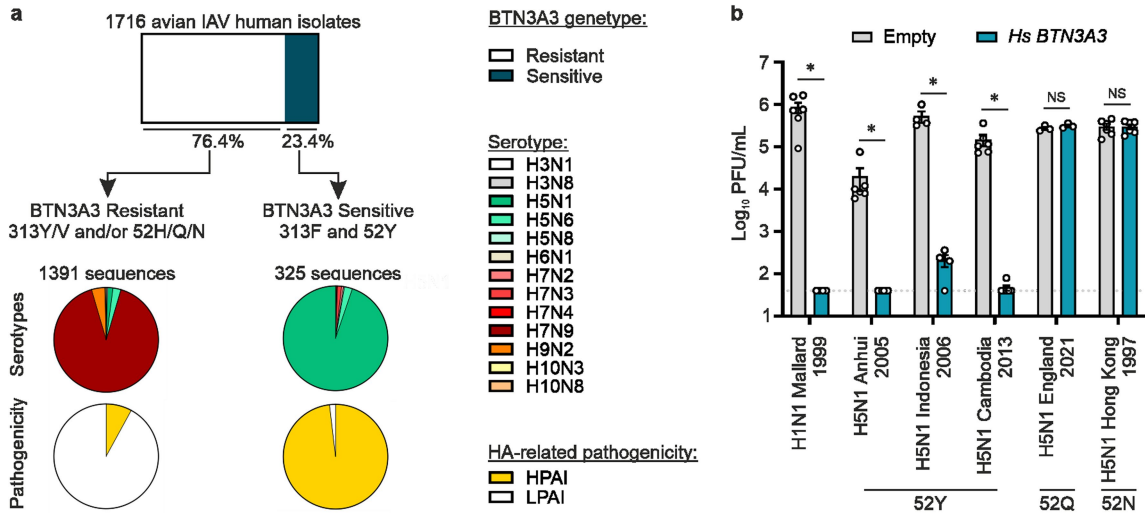 a
1716 avian IAV human isolates
76.4%
23.4%
BTN3A3 Resistant
313Y/V and/or 52H/Q/N
BTN3A3 Sensitive
313F and 52Y
1391 sequences
325 sequences
Serotypes
Pathogenicity
BTN3A3 genotype:
Resistant
Sensitive
Serotype:
H3N1
H3N8
H5N1
H5N6
H5N8
H6N1
H7N2
H7N3
H7N4
H7N9
H9N2
H10N3
H10N8
HA-related pathogenicity:
HPAI
LPAI
b
Empty
Hs BTN3A3
Log10 PFU/mL
7
6
5
4
3
2
1
*
*
*
*
NS
NS
H1N1 Mallard
1999
H5N1 Anhui
2005
H5N1 Indonesia
2006
H5N1 Cambodia
2013
H5N1 England
2021
H5N1 Hong Kong
1997
52Y
52Q
52N